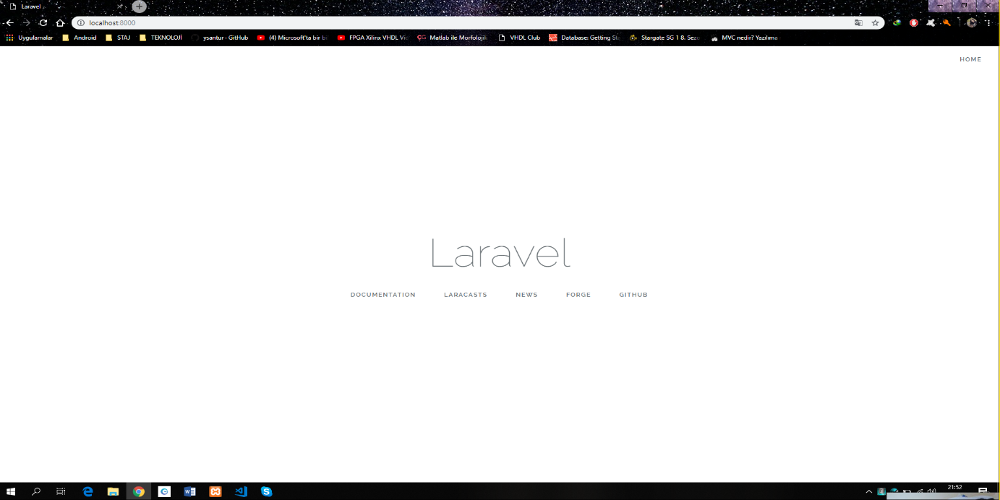 Laravel
localhost:8000
Uygulamalar Android STAJ TEKNOLOJİ ysantur · GitHub (4) Microsoft'ta bir bi FPGA Xilinx VHDL Vid Matlab ile Morfolojik VHDL Club Database: Getting St Stargate SG 1 8. Sezo MVC nedir? Yazılıma
HOME
Laravel
DOCUMENTATION LARACASTS NEWS FORGE GITHUB
21:52